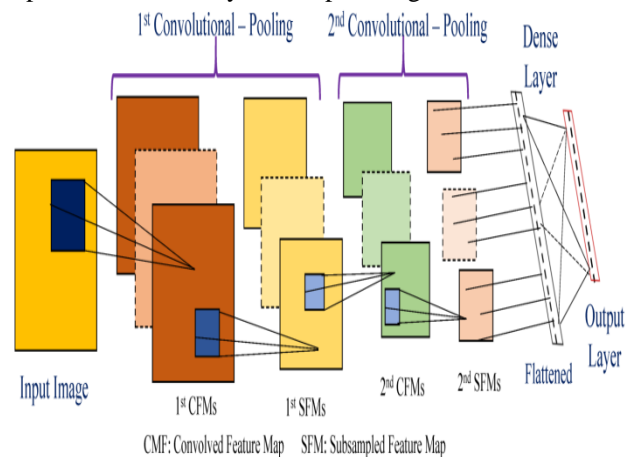 1st Convolutional – Pooling
2nd Convolutional – Pooling
Dense
Layer
Input Image
1st CFMs
1st SFMs
2nd CFMs
2nd SFMs
Flattened
Output
Layer
CMF: Convolved Feature Map SFM: Subsampled Feature Map